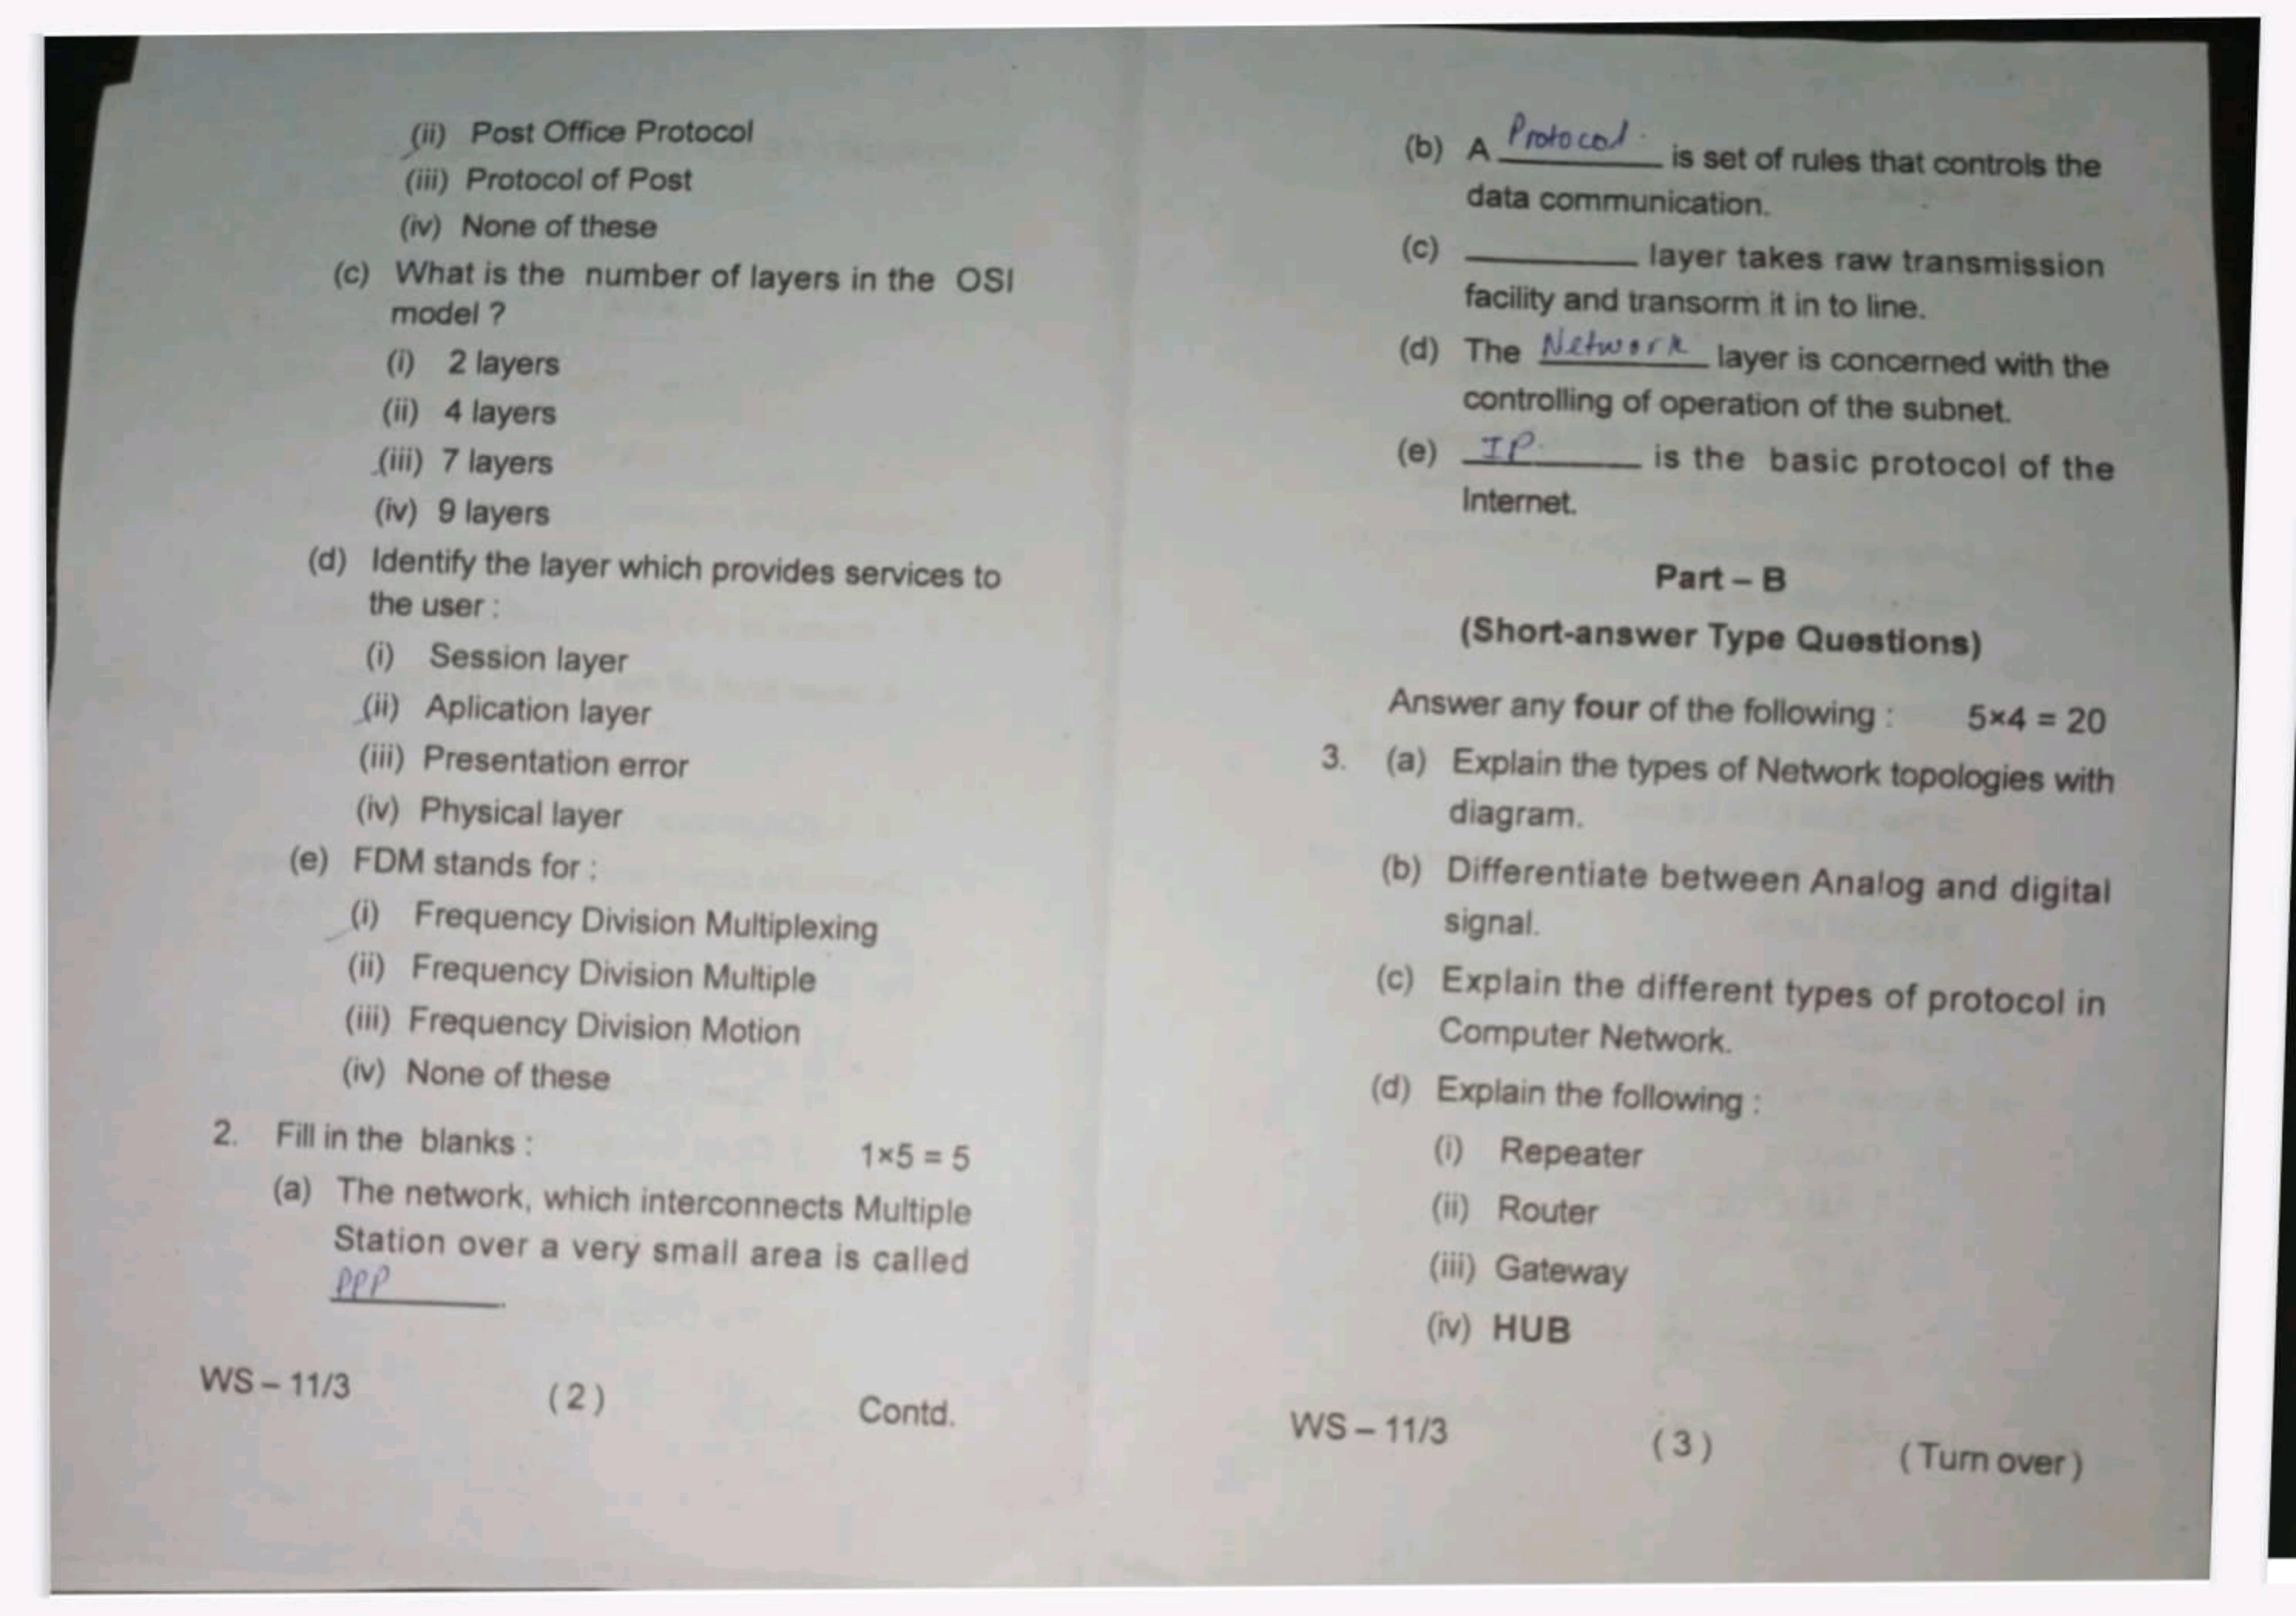 (ii) Post Office Protocol
(iii) Protocol of Post
(iv) None of these
(c) What is the number of layers in the OSI
model ?
(i) 2 layers
(ii) 4 layers
(iii) 7 layers
(iv) 9 layers
(d) Identify the layer which provides services to
the user :
(i) Session layer
(ii) Aplication layer
(iii) Presentation error
(iv) Physical layer
(e) FDM stands for :
(i) Frequency Division Multiplexing
(ii) Frequency Division Multiple
(iii) Frequency Division Motion
(iv) None of these
2. Fill in the blanks : 1×5 = 5
(a) The network, which interconnects Multiple
Station over a very small area is called
PPP.
WS – 11/3 (2) Contd.
(b) A Protocol is set of rules that controls the
data communication.
(c) ________ layer takes raw transmission
facility and transorm it in to line.
(d) The Network layer is concerned with the
controlling of operation of the subnet.
(e) IP is the basic protocol of the
Internet.
Part – B
(Short-answer Type Questions)
Answer any four of the following : 5×4 = 20
3. (a) Explain the types of Network topologies with
diagram.
(b) Differentiate between Analog and digital
signal.
(c) Explain the different types of protocol in
Computer Network.
(d) Explain the following :
(i) Repeater
(ii) Router
(iii) Gateway
(iv) HUB
WS – 11/3 (3) (Turn over)